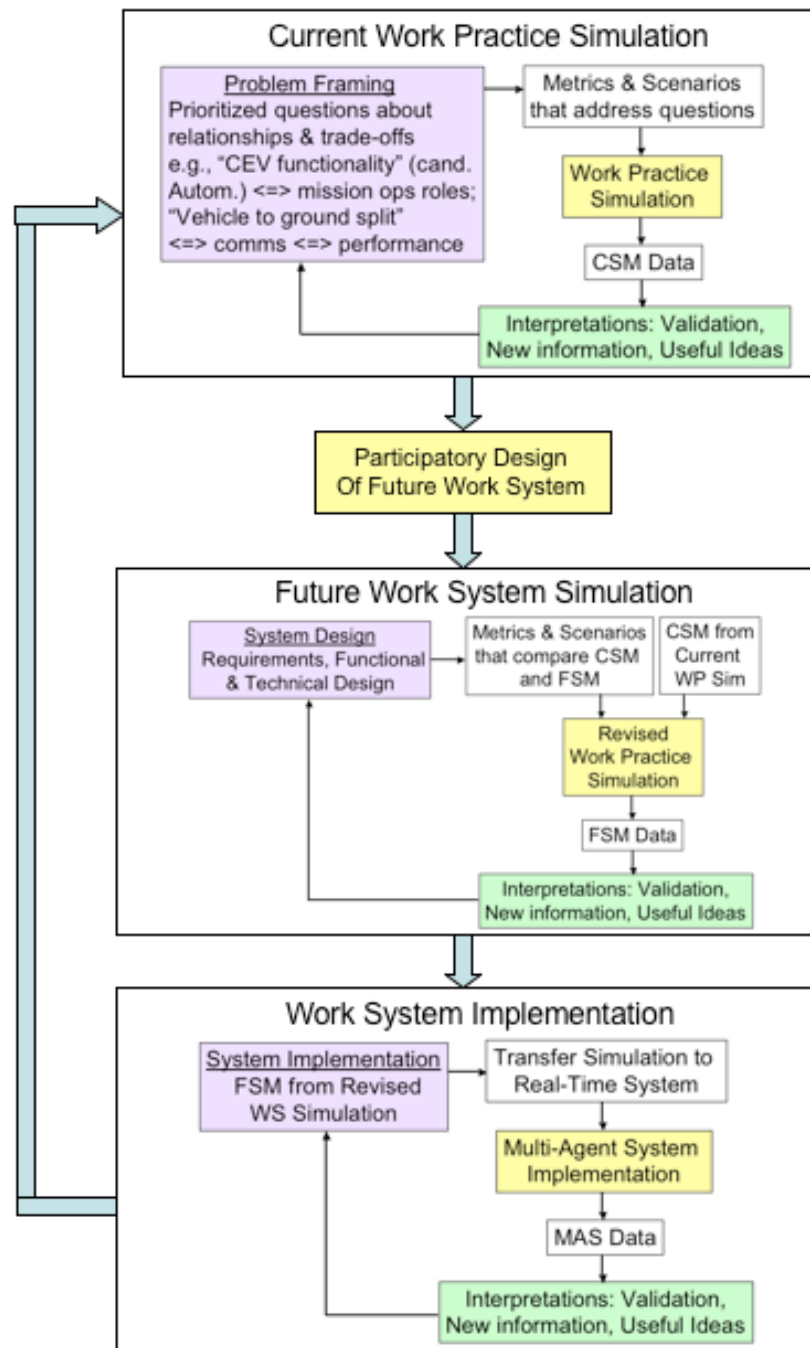 Current Work Practice Simulation
Problem Framing
Prioritized questions about
relationships & trade-offs
e.g., “CEV functionality” (cand.
Autom.) <=> mission ops roles;
“Vehicle to ground split”
<=> comms <=> performance
Metrics & Scenarios
that address questions
Work Practice
Simulation
CSM Data
Interpretations: Validation,
New information, Useful Ideas
Participatory Design
Of Future Work System
Future Work System Simulation
System Design
Requirements, Functional
& Technical Design
Metrics & Scenarios
that compare CSM
and FSM
CSM from
Current
WP Sim
Revised
Work Practice
Simulation
FSM Data
Interpretations: Validation,
New information, Useful Ideas
Work System Implementation
System Implementation
FSM from Revised
WS Simulation
Transfer Simulation to
Real-Time System
Multi-Agent System
Implementation
MAS Data
Interpretations: Validation,
New information, Useful Ideas